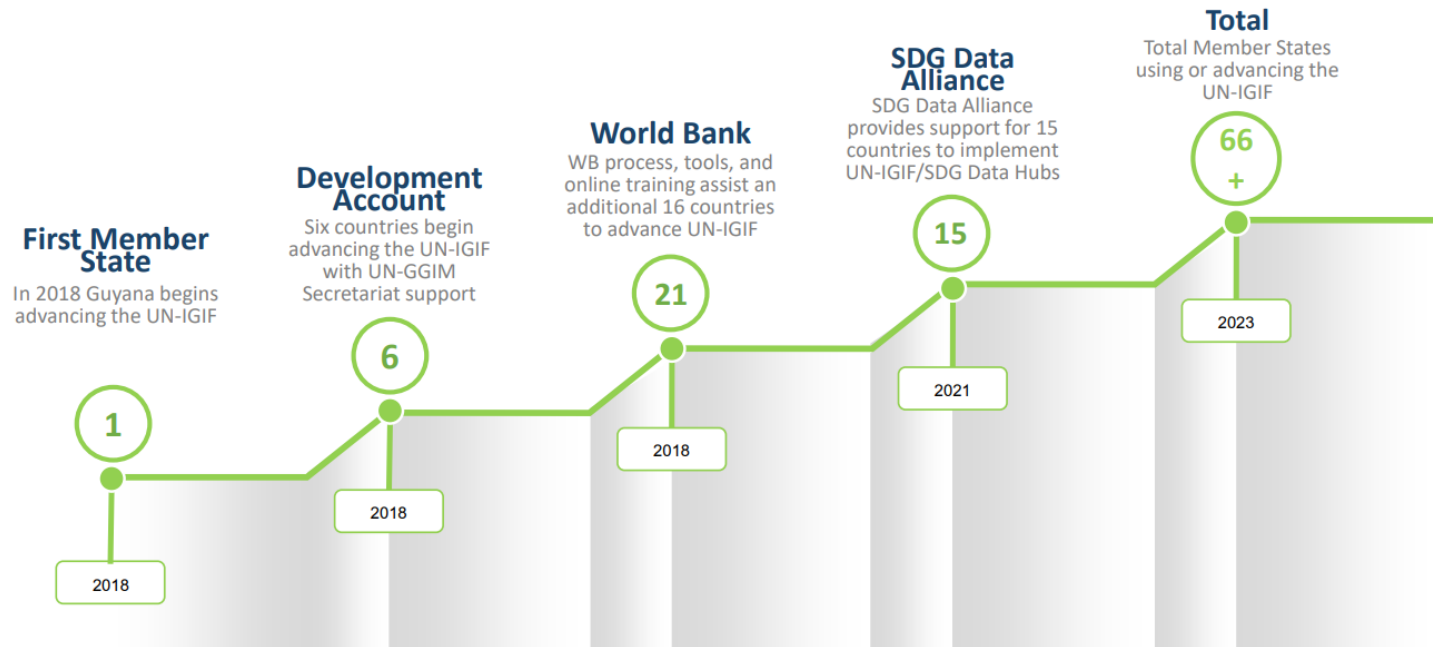 First Member
State
In 2018 Guyana begins
advancing the UN-IGIF
1
2018
Development
Account
Six countries begin
advancing the UN-IGIF
with UN-GGIM
Secretariat support
6
2018
World Bank
WB process, tools, and
online training assist an
additional 16 countries
to advance UN-IGIF
21
2018
SDG Data
Alliance
SDG Data Alliance
provides support for 15
countries to implement
UN-IGIF/SDG Data Hubs
15
2021
Total
Total Member States
using or advancing the
UN-IGIF
66
+
2023